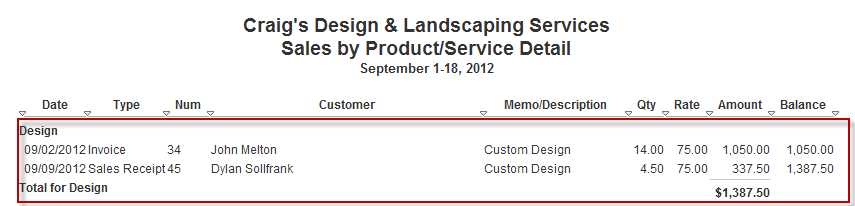 Craig's Design & Landscaping Services
Sales by Product/Service Detail
September 1-18, 2012
Date Type Num Customer Memo/Description Qty Rate Amount Balance
Design
09/02/2012 Invoice 34 John Melton Custom Design 14.00 75.00 1,050.00 1,050.00
09/09/2012 Sales Receipt 45 Dylan Sollfrank Custom Design 4.50 75.00 337.50 1,387.50
Total for Design $1,387.50